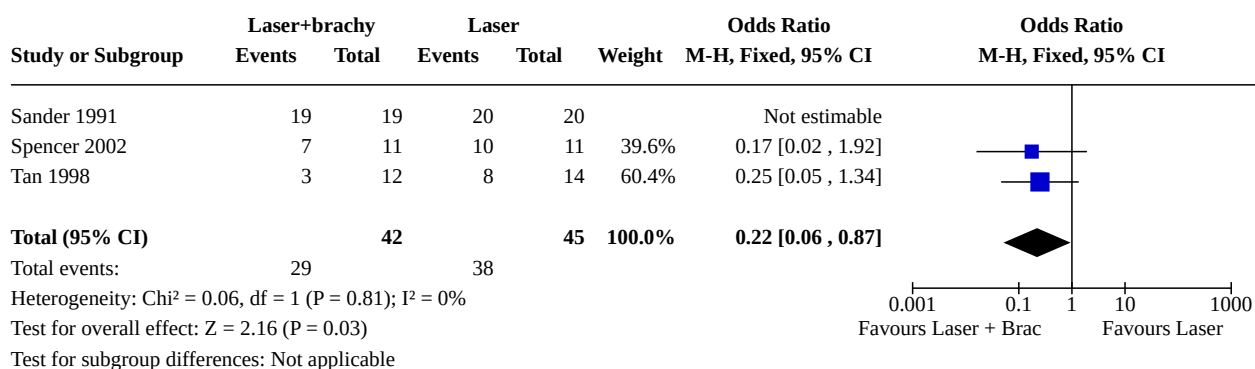 Laser+brachy Laser Odds Ratio Odds Ratio
Study or Subgroup Events Total Events Total Weight M-H, Fixed, 95% CI M-H, Fixed, 95% CI
Sander 1991 19 19 20 20 Not estimable
Spencer 2002 7 11 10 11 39.6% 0.17 [0.02 , 1.92]
Tan 1998 3 12 8 14 60.4% 0.25 [0.05 , 1.34]
Total (95% CI) 42 45 100.0% 0.22 [0.06 , 0.87]
Total events: 29 38
Heterogeneity: Chi² = 0.06, df = 1 (P = 0.81); I² = 0% 0.001 0.1 1 10 1000
Test for overall effect: Z = 2.16 (P = 0.03) Favours Laser + Brac Favours Laser
Test for subgroup differences: Not applicable